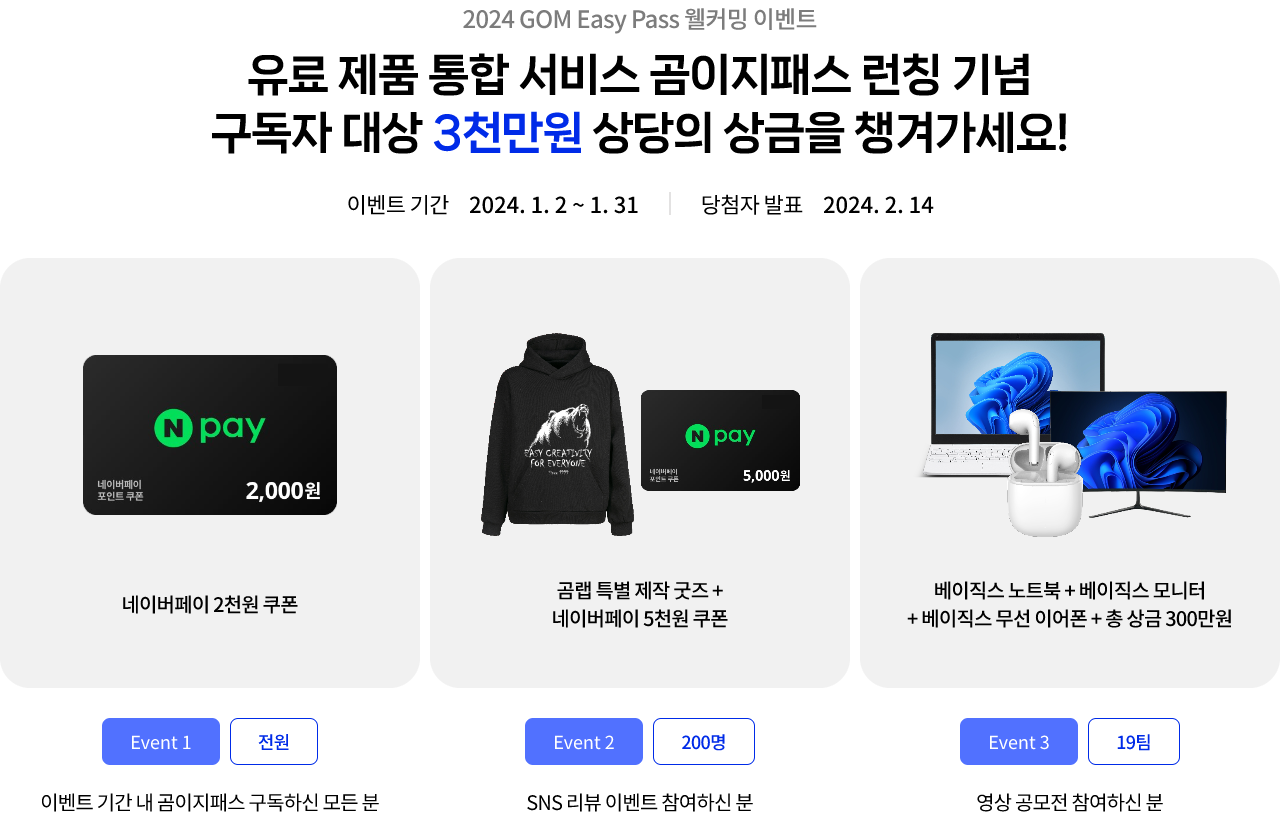 2024 GOM Easy Pass 웰커밍 이벤트
유료 제품 통합 서비스 곰이지패스 런칭 기념
구독자 대상 3천만원 상당의 상금을 챙겨가세요!
이벤트 기간 2024. 1. 2 ~ 1. 31 당첨자 발표 2024. 2. 14
N pay
네이버페이
포인트 쿠폰
2,000원
네이버페이 2천원 쿠폰
Event 1 전원
이벤트 기간 내 곰이지패스 구독하신 모든 분
EASY CREATIVITY
FOR EVERYONE
N pay
네이버페이
포인트 쿠폰
5,000원
곰랩 특별 제작 굿즈 +
네이버페이 5천원 쿠폰
Event 2 200명
SNS 리뷰 이벤트 참여하신 분
베이직스 노트북 + 베이직스 모니터
+ 베이직스 무선 이어폰 + 총 상금 300만원
Event 3 19팀
영상 공모전 참여하신 분